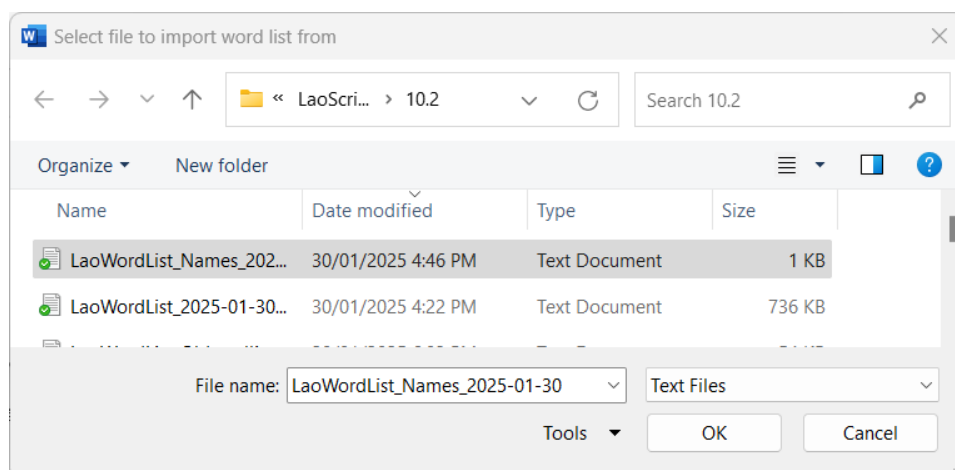 Select file to import word list from
« LaoScri... › 10.2
Search 10.2
Organize
New folder
?
Name Date modified Type Size
LaoWordList_Names_202... 30/01/2025 4:46 PM Text Document 1 KB
LaoWordList_2025-01-30... 30/01/2025 4:22 PM Text Document 736 KB
File name: LaoWordList_Names_2025-01-30 Text Files
Tools OK Cancel